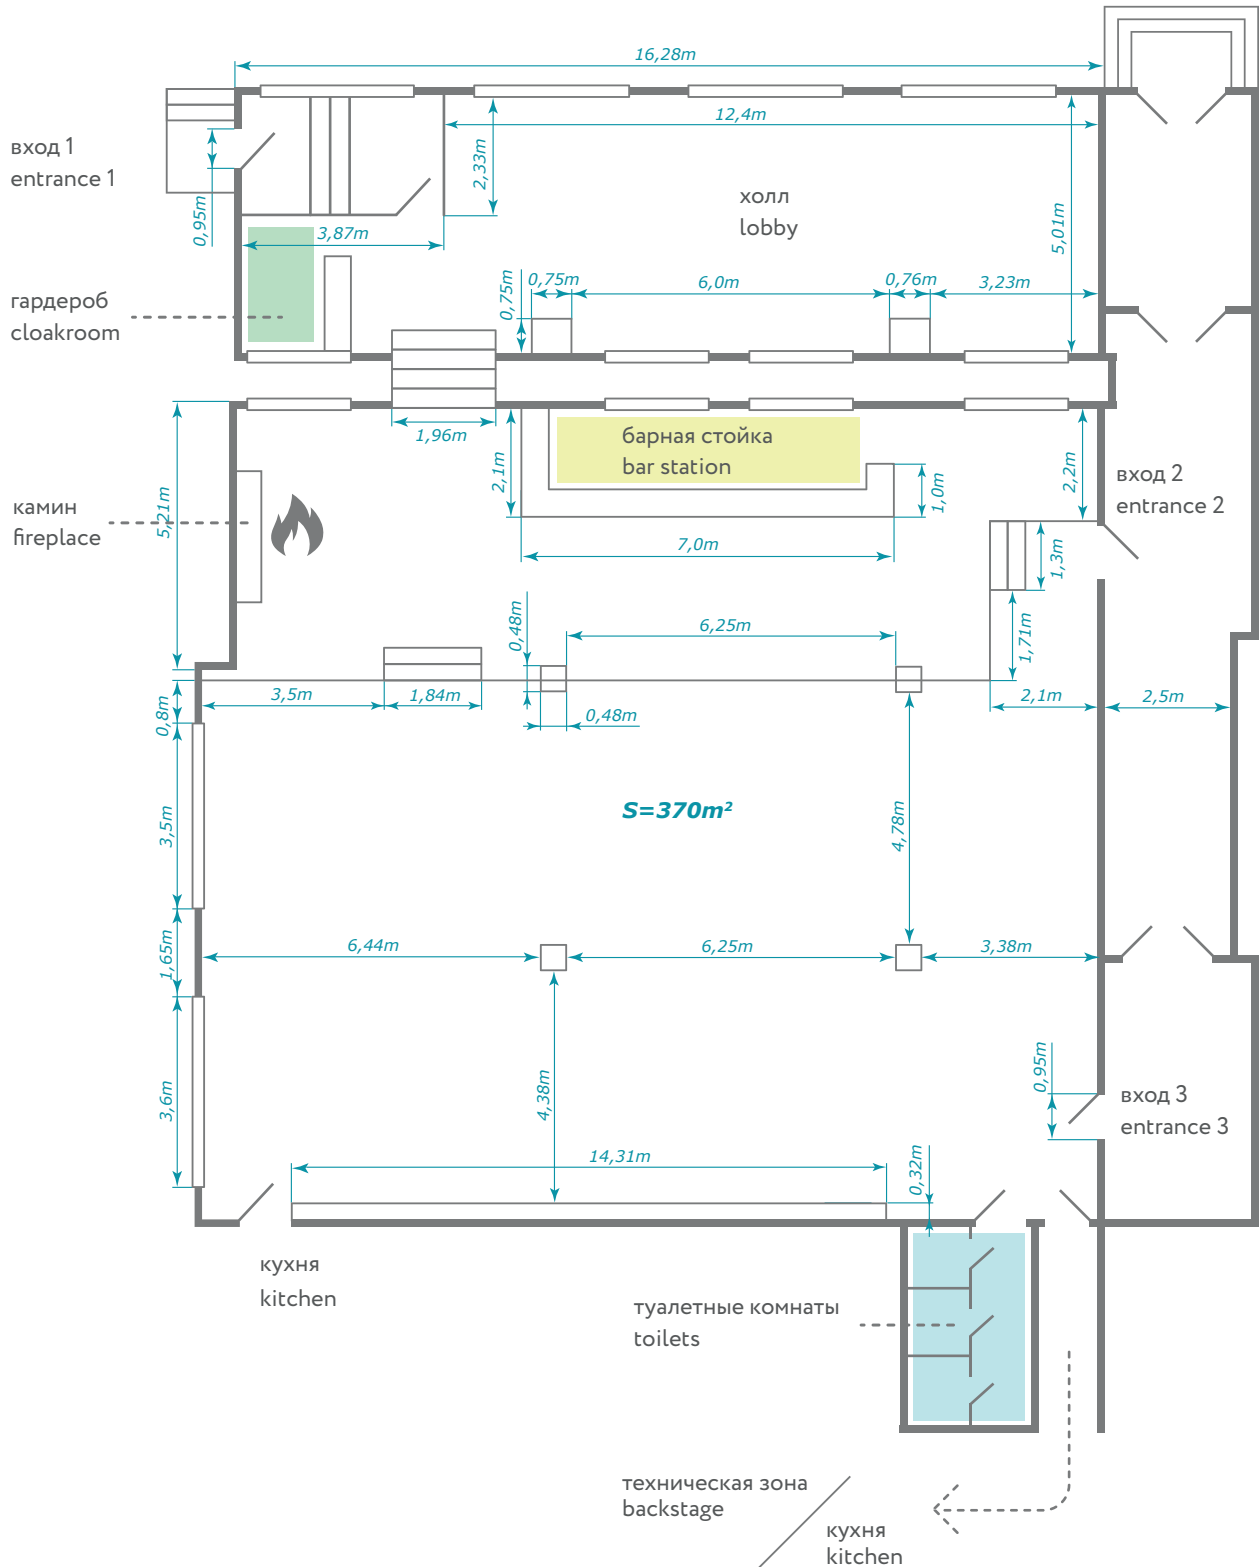 16,28m
12,4m
вход 1
entrance 1
0,95m
2,33m
холл
lobby
5,01m
3,87m
гардероб
cloakroom
0,75m
0,75m
6,0m
0,76m
3,23m
1,96m
2,1m
барная стойка
bar station
1,0m
2,2m
вход 2
entrance 2
камин
fireplace
5,21m
7,0m
1,3m
0,48m
6,25m
1,71m
3,5m
1,84m
0,48m
2,1m
2,5m
0,8m
S=370m²
3,5m
4,78m
1,65m
6,44m
6,25m
3,38m
3,6m
4,38m
0,95m
вход 3
entrance 3
14,31m
0,32m
кухня
kitchen
туалетные комнаты
toilets
техническая зона
backstage
кухня
kitchen